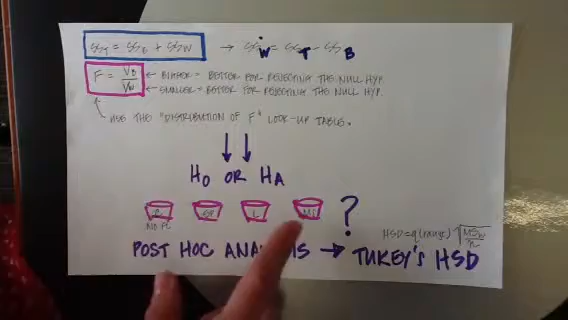 SST = SSB + SSW → SSW = SST - SSB
F = VB/VW ← BIGGER = BETTER FOR REJECTING THE NULL HYP.
← SMALLER = BETTER FOR REJECTING THE NULL HYP.
USE THE "DISTRIBUTION OF F" LOOK-UP TABLE.
HO OR HA
L ?
NO PE
HSD = q(range) √MSW/n
POST HOC ANALYSIS → TUKEY'S HSD